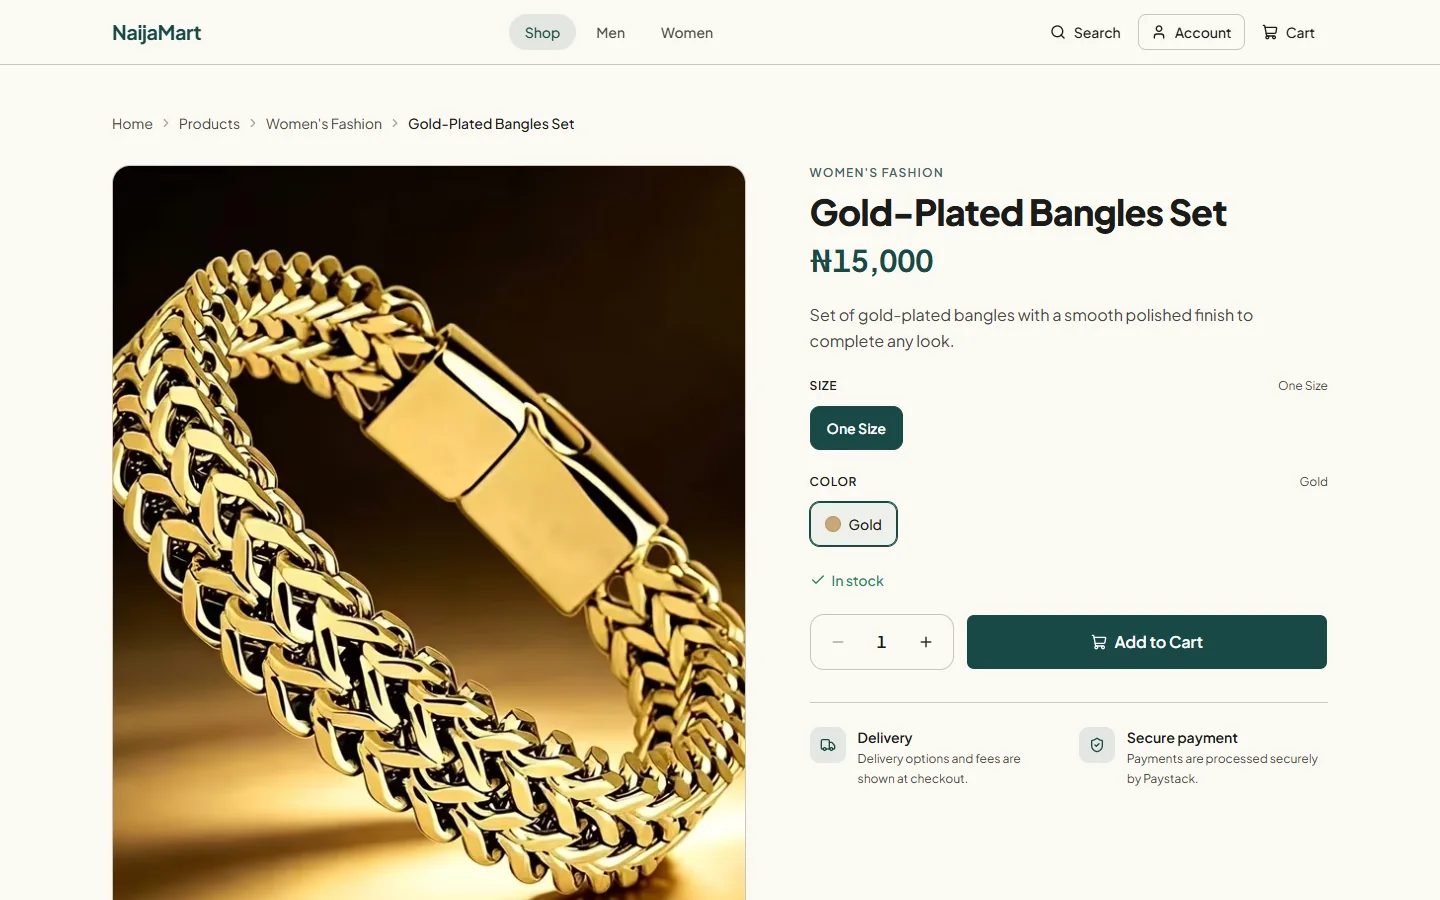 NaijaMart
Shop
Men
Women
Search
Account
Cart
Home > Products > Women's Fashion > Gold-Plated Bangles Set
WOMEN'S FASHION
Gold-Plated Bangles Set
₦15,000
Set of gold-plated bangles with a smooth polished finish to
complete any look.
SIZE
One Size
One Size
COLOR
Gold
Gold
In stock
1
Add to Cart
Delivery
Delivery options and fees are
shown at checkout.
Secure payment
Payments are processed securely
by Paystack.